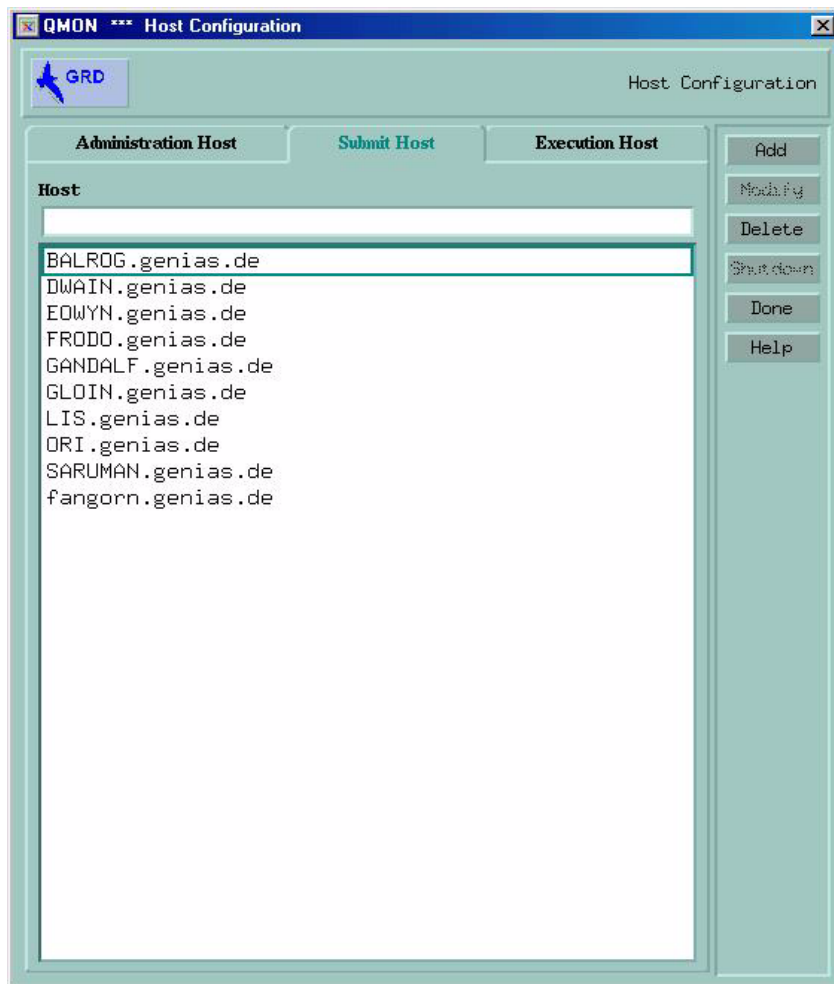 QMON *** Host Configuration
GRD
Host Configuration
Administration Host
Submit Host
Execution Host
Host
BALROG.genias.de
DWAIN.genias.de
EOWYN.genias.de
FRODO.genias.de
GANDALF.genias.de
GLOIN.genias.de
LIS.genias.de
ORI.genias.de
SARUMAN.genias.de
fangorn.genias.de
Add
Modify
Delete
Shutdown
Done
Help